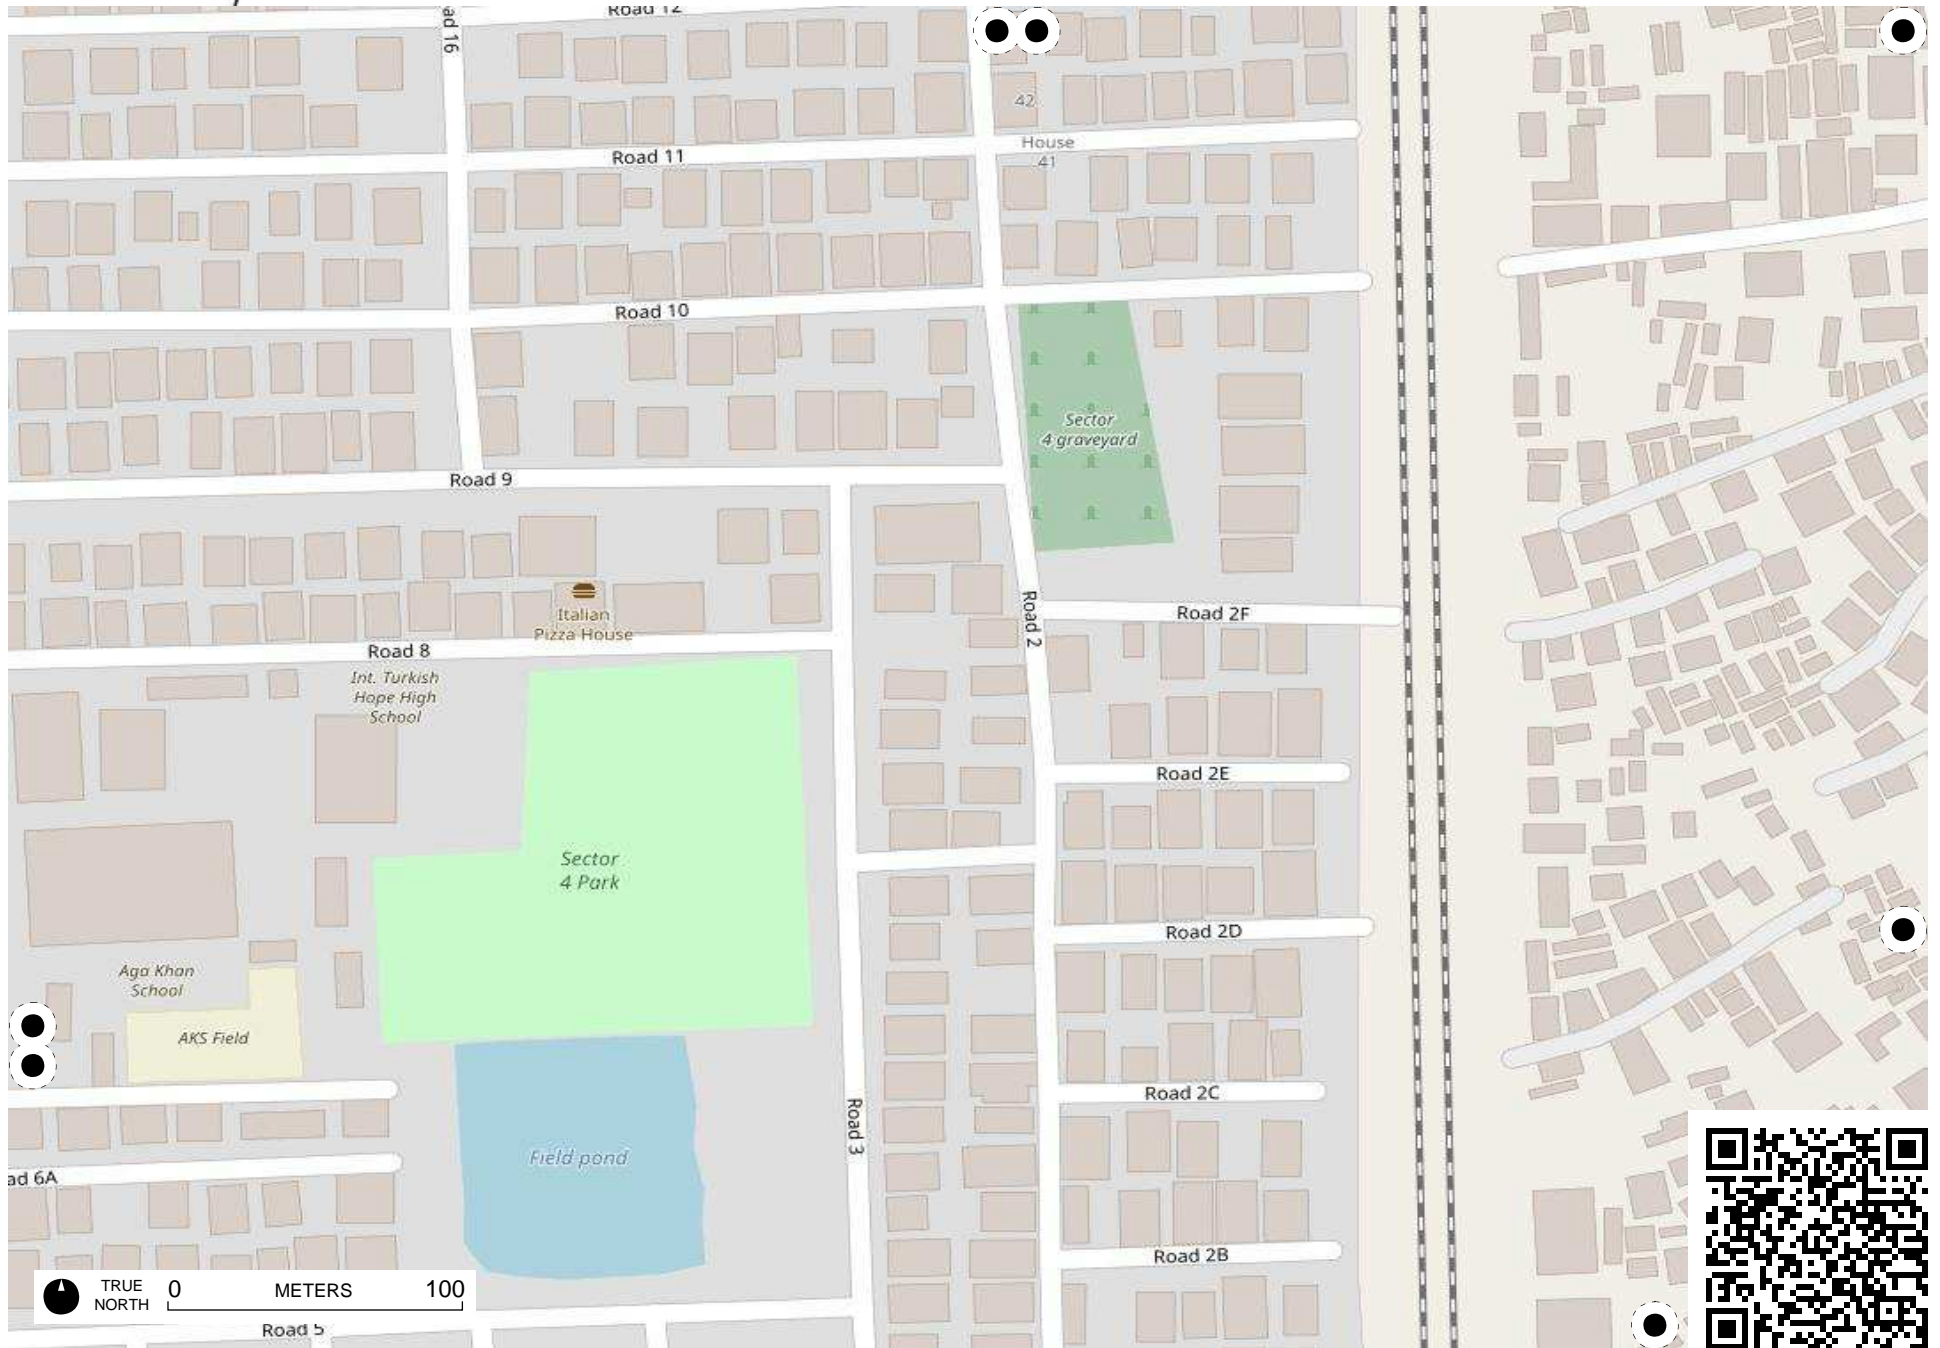 Road 12
ad 16
42
House
41
Road 11
Road 10
Sector
4 graveyard
Road 9
Italian
Pizza House
Road 2
Road 2F
Road 8
Int. Turkish
Hope High
School
Road 2E
Sector
4 Park
Road 2D
Aga Khan
School
AKS Field
Road 2C
Road 3
Field pond
ad 6A
Road 2B
TRUE
NORTH
0 METERS 100
Road 5